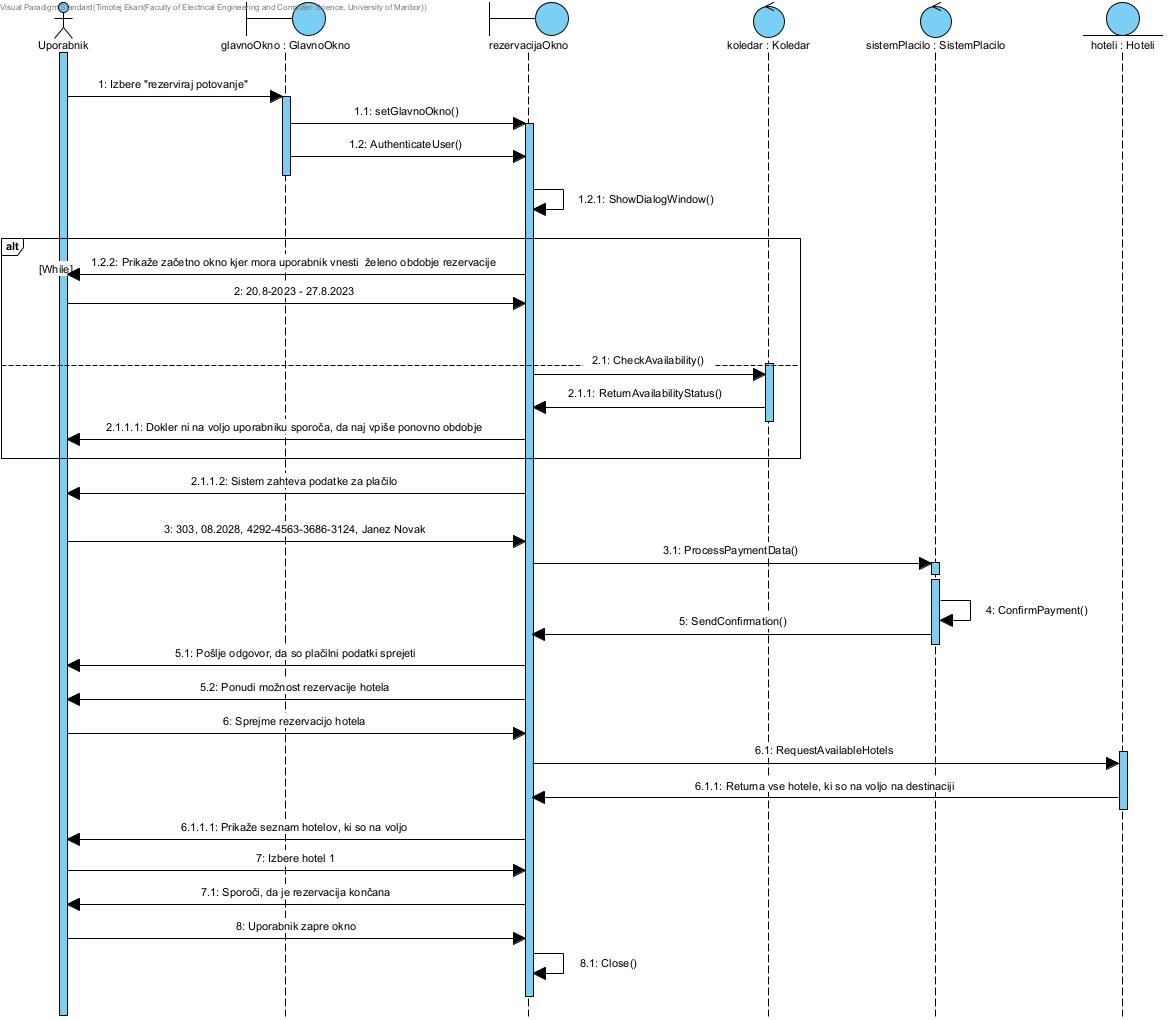 Visual Paradigm Standard(Timotej Ekart(Faculty of Electrical Engineering and Computer Science, University of Maribor))
Uporabnik
glavnoOkno : GlavnoOkno
rezervacijaOkno
koledar : Koledar
sistemPlacilo : SistemPlacilo
hoteli : Hoteli
1: Izbere "rezerviraj potovanje"
1.1: setGlavnoOkno()
1.2: AuthenticateUser()
1.2.1: ShowDialogWindow()
alt
[While]
1.2.2: Prikaže začetno okno kjer mora uporabnik vnesti željeno obdobje rezervacije
2: 20.8-2023 - 27.8.2023
2.1: CheckAvailability()
2.1.1: ReturnAvailabilityStatus()
2.1.1.1: Dokler ni na voljo uporabniku sporoča, da naj vpiše ponovno obdobje
2.1.1.2: Sistem zahteva podatke za plačilo
3: 303, 08.2028, 4292-4563-3686-3124, Janez Novak
3.1: ProcessPaymentData()
4: ConfirmPayment()
5: SendConfirmation()
5.1: Pošlje odgovor, da so plačilni podatki sprejeti
5.2: Ponudi možnost rezervacije hotela
6: Sprejme rezervacijo hotela
6.1: RequestAvailableHotels
6.1.1: Returna vse hotele, ki so na voljo na destinaciji
6.1.1.1: Prikaže seznam hotelov, ki so na voljo
7: Izbere hotel 1
7.1: Sporoči, da je rezervacija končana
8: Uporabnik zapre okno
8.1: Close()